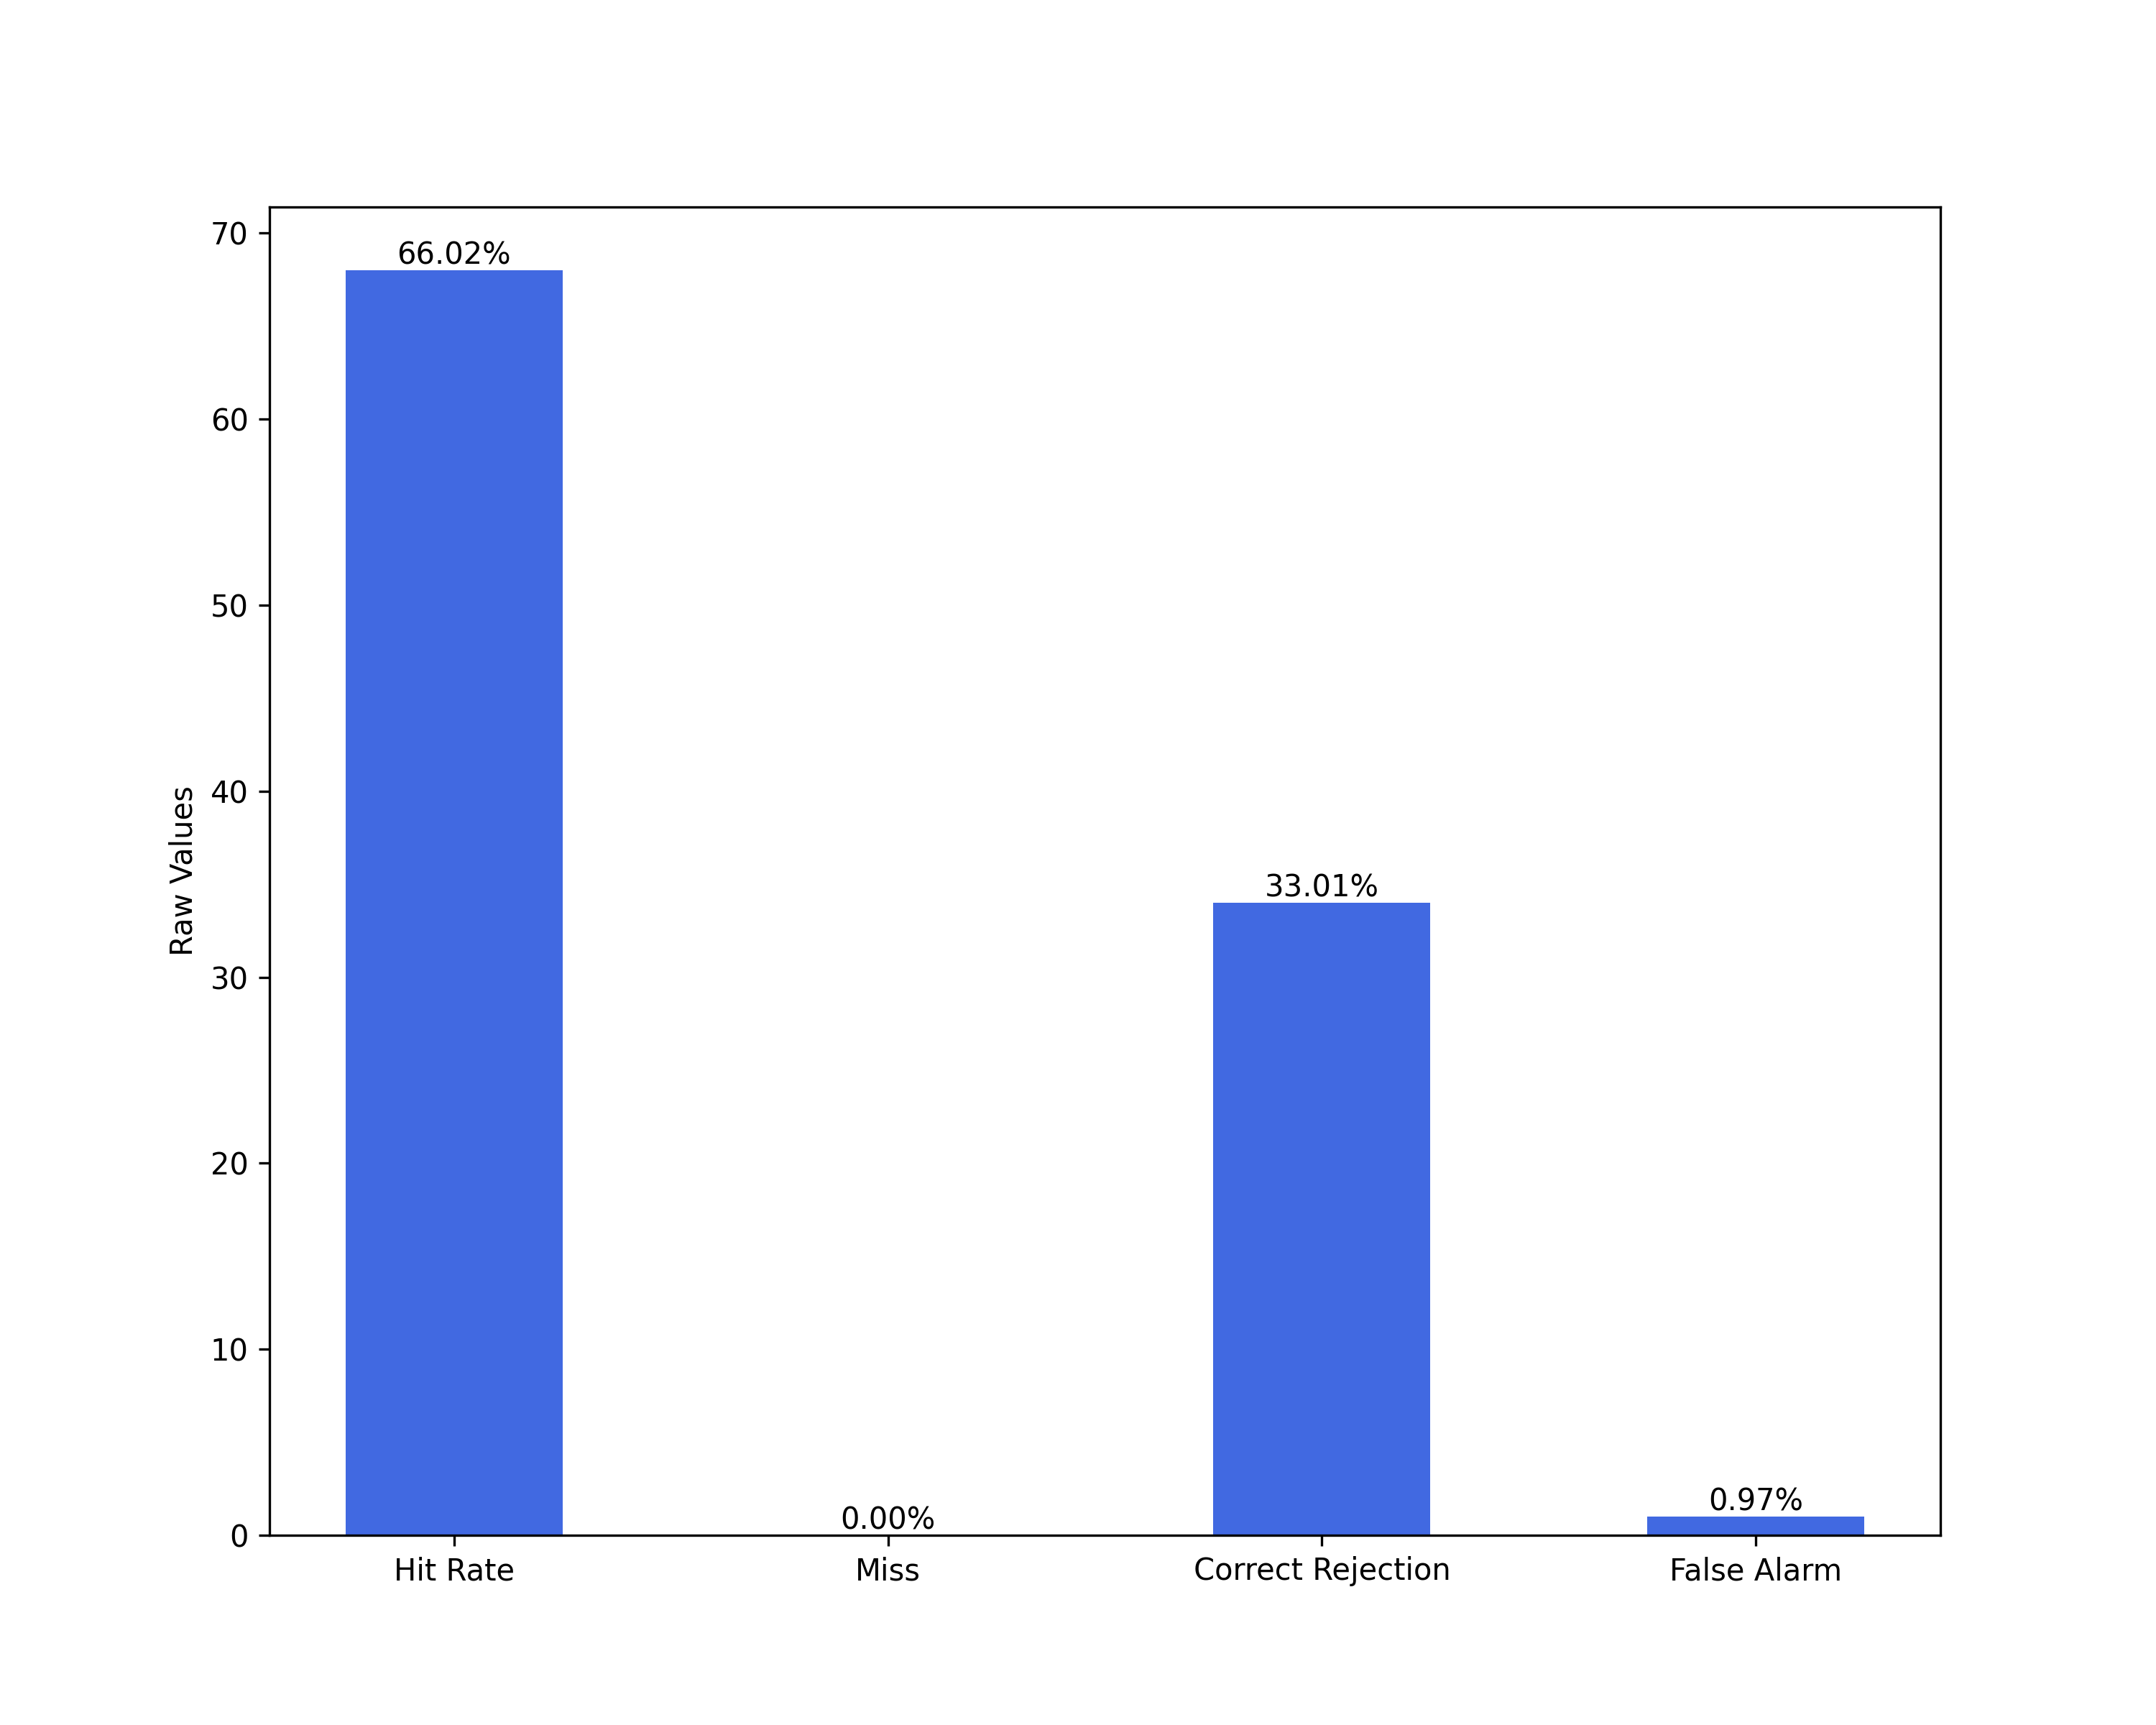 70
66.02%
60
50
40
Raw Values
33.01%
30
20
10
0.97%
0.00%
0
Hit Rate
Miss
Correct Rejection
False Alarm